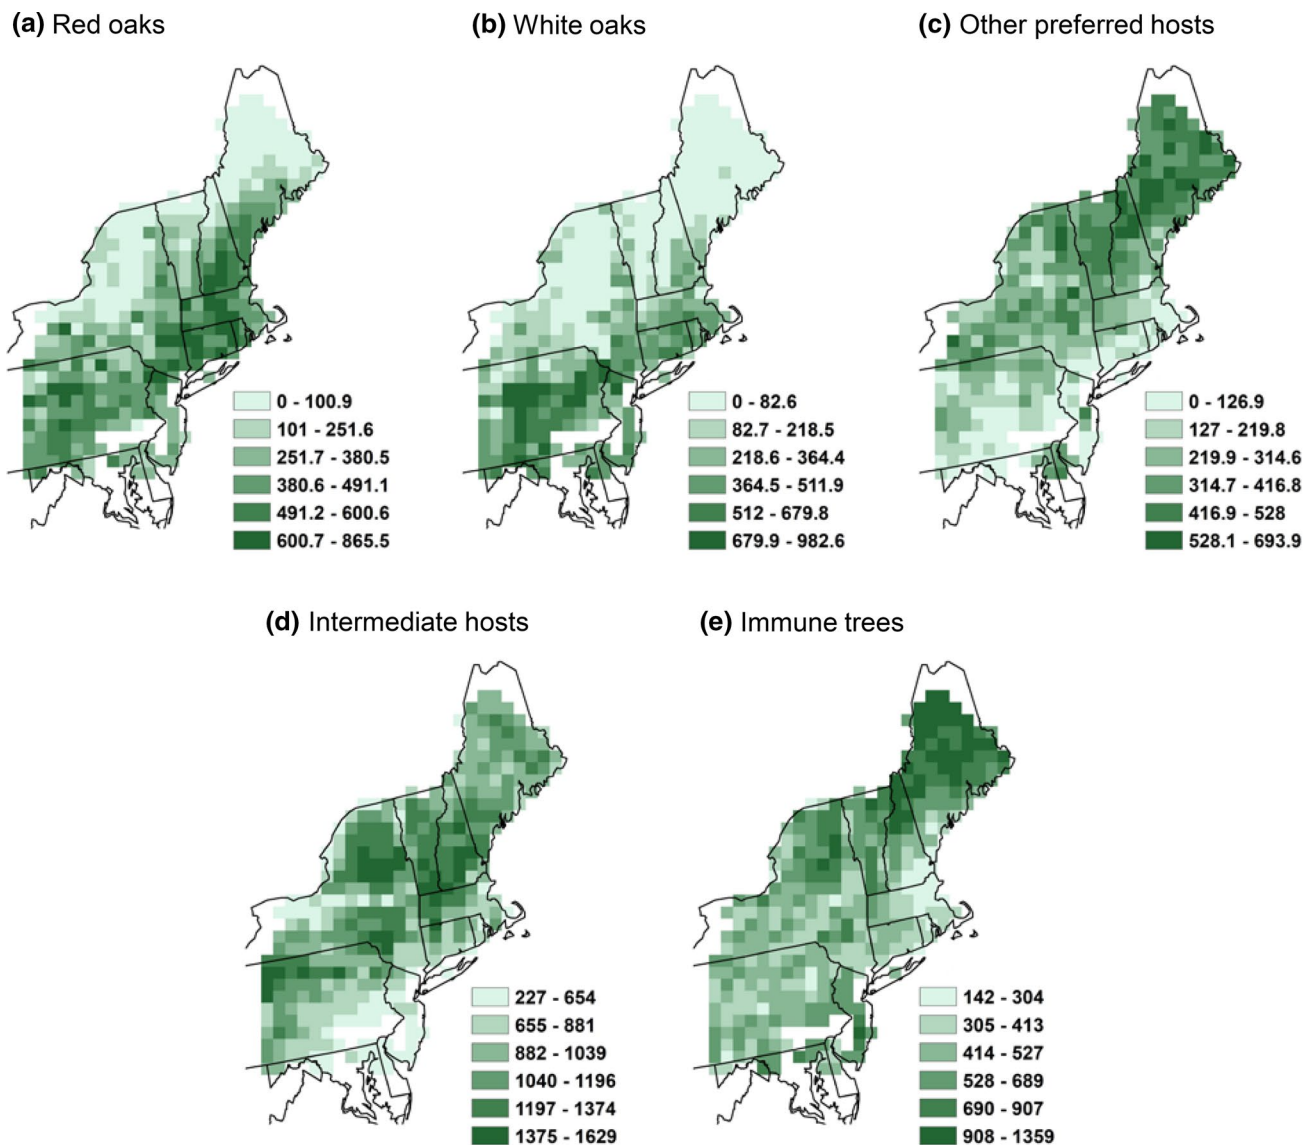 (a) Red oaks
(b) White oaks
(c) Other preferred hosts
0 - 100.9
101 - 251.6
251.7 - 380.5
380.6 - 491.1
491.2 - 600.6
600.7 - 865.5
0 - 82.6
82.7 - 218.5
218.6 - 364.4
364.5 - 511.9
512 - 679.8
679.9 - 982.6
0 - 126.9
127 - 219.8
219.9 - 314.6
314.7 - 416.8
416.9 - 528
528.1 - 693.9
(d) Intermediate hosts
(e) Immune trees
227 - 654
655 - 881
882 - 1039
1040 - 1196
1197 - 1374
1375 - 1629
142 - 304
305 - 413
414 - 527
528 - 689
690 - 907
908 - 1359